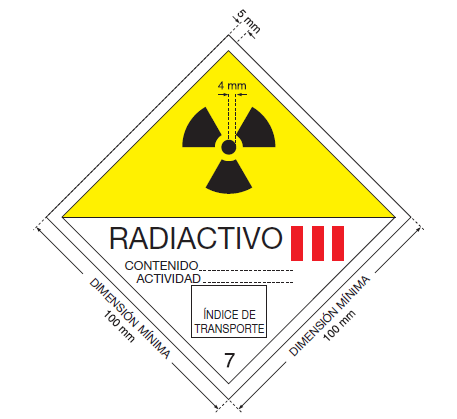 5 mm
4 mm
RADIACTIVO III
CONTENIDO
ACTIVIDAD
ÍNDICE DE
TRANSPORTE
7
DIMENSIÓN MÍNIMA
100 mm
DIMENSIÓN MÍNIMA
100 mm